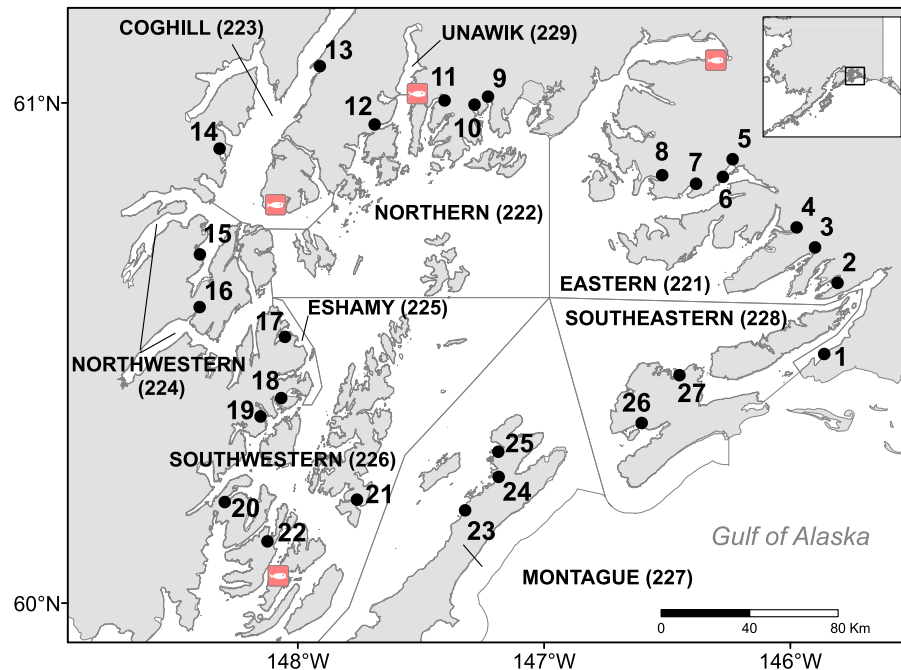 COGHILL (223)
13
UNAWIK (229)
61°N
11
9
12
10
14
8
7
5
6
NORTHERN (222)
4
3
15
EASTERN (221)
2
16
ESHAMY (225)
SOUTHEASTERN (228)
17
NORTHWESTERN
(224)
1
18
27
19
26
25
SOUTHWESTERN (226)
24
20
21
23
22
Gulf of Alaska
MONTAGUE (227)
60°N
0
40
80 Km
148°W
147°W
146°W